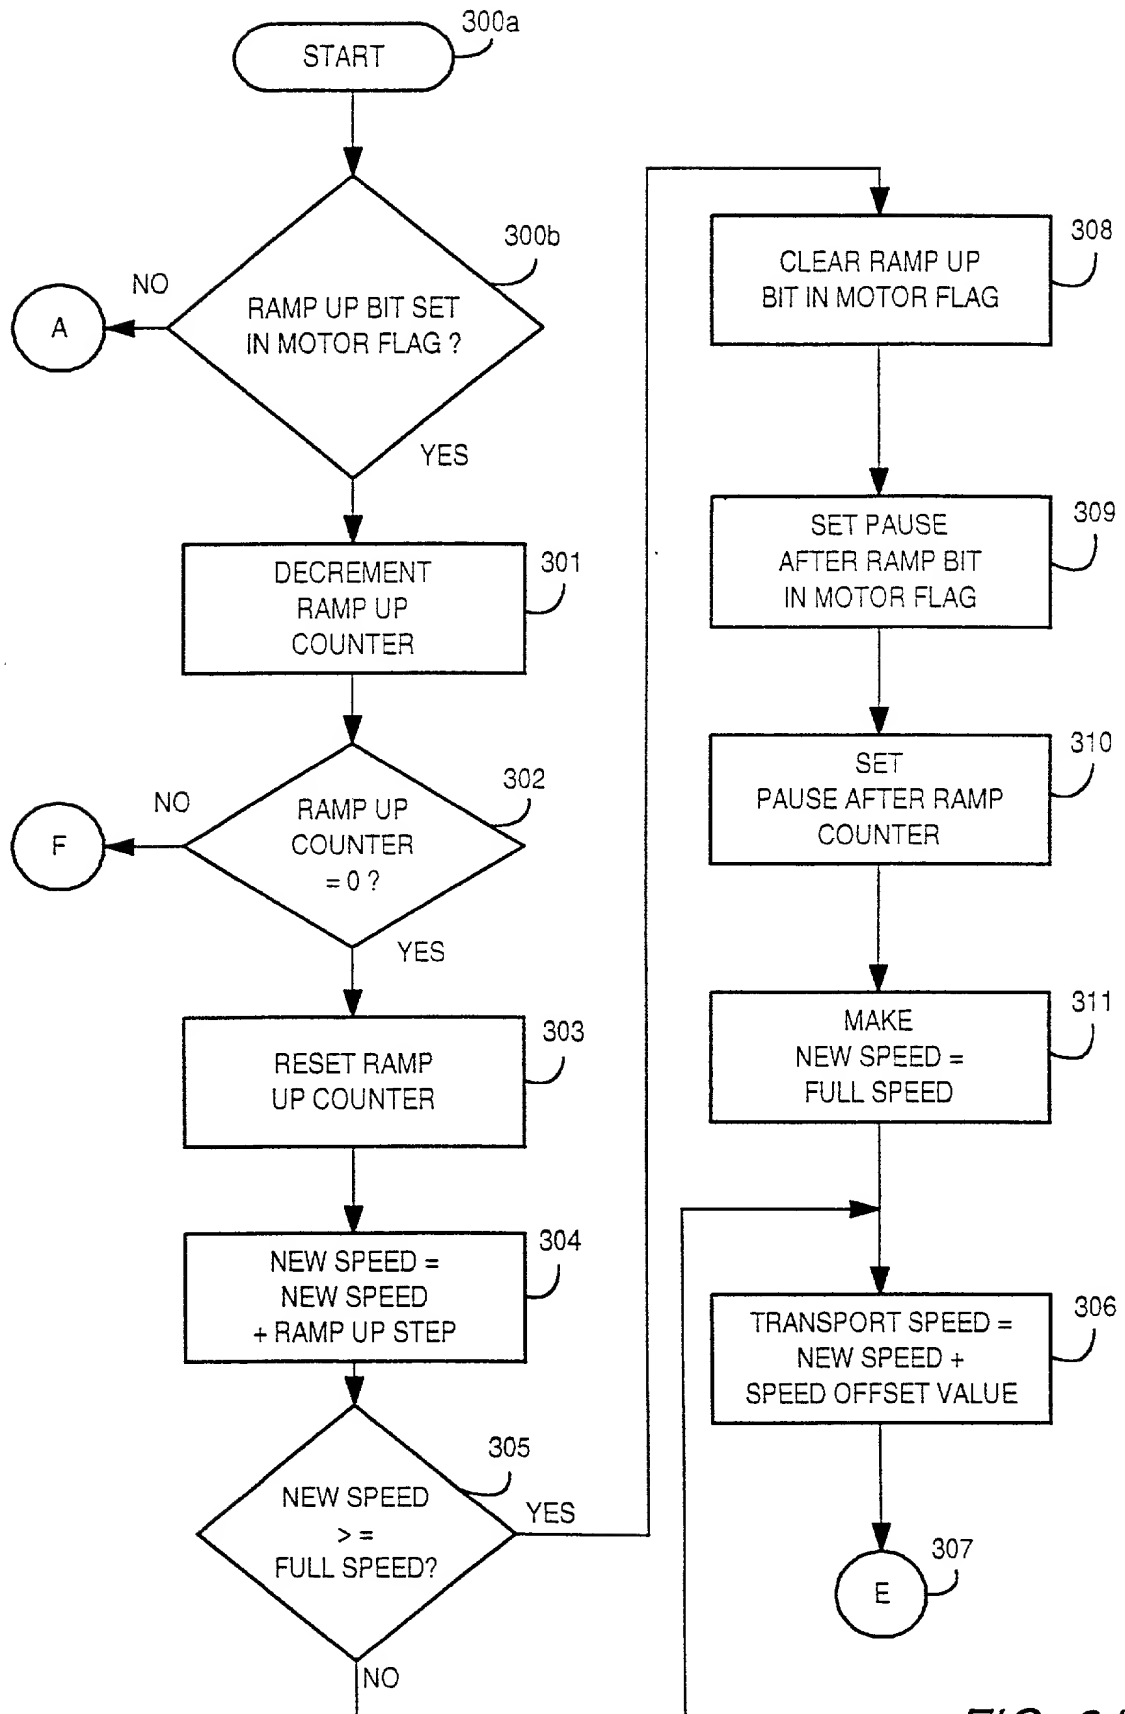 START
300a
RAMP UP BIT SET
IN MOTOR FLAG ?
300b
NO
A
YES
DECREMENT
RAMP UP
COUNTER
301
RAMP UP
COUNTER
= 0 ?
302
NO
F
YES
RESET RAMP
UP COUNTER
303
NEW SPEED =
NEW SPEED
+ RAMP UP STEP
304
NEW SPEED
> =
FULL SPEED?
305
YES
NO
CLEAR RAMP UP
BIT IN MOTOR FLAG
308
SET PAUSE
AFTER RAMP BIT
IN MOTOR FLAG
309
SET
PAUSE AFTER RAMP
COUNTER
310
MAKE
NEW SPEED =
FULL SPEED
311
TRANSPORT SPEED =
NEW SPEED +
SPEED OFFSET VALUE
306
E
307